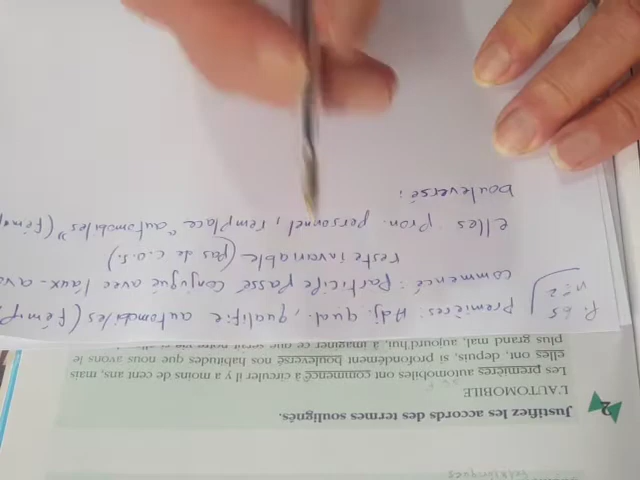 2 Justifiez les accords des termes soulignés.
L'AUTOMOBILE
Les premières automobiles ont commencé à circuler il y a moins de cent ans, mais
elles ont, depuis, si profondément bouleversé nos habitudes que nous avons le
plus grand mal, aujourd'hui, à imaginer ce que
P. 65
N° 2
Premières : Adj. qual., qualifie automobiles (fém, p
commencé : Participe passé conjugué avec l'aux. avo
reste invariable (pas de c.o.d.).
elles pron. personnel, remplace "automobiles" (fém,
bouleversé :